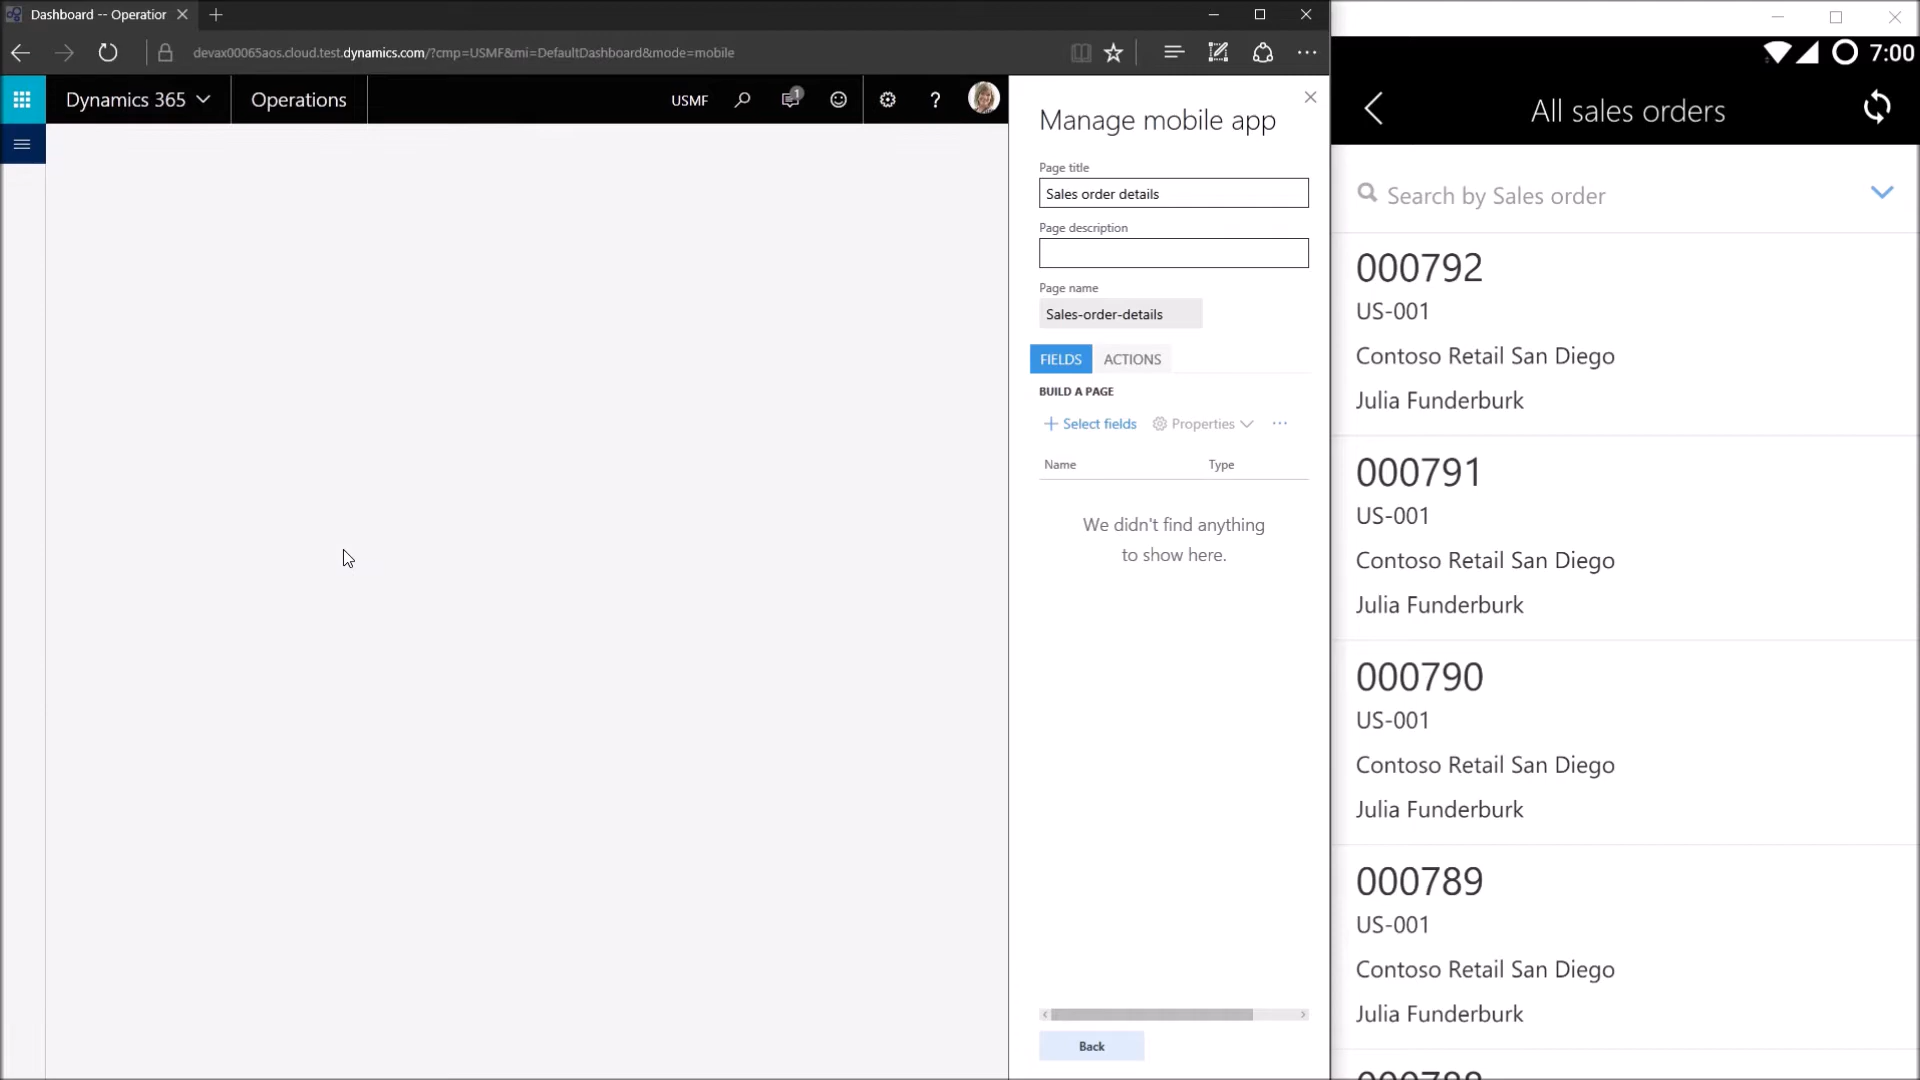 Dashboard -- Operation
devax00065aos.cloud.test.dynamics.com/?cmp=USMF&mi=DefaultDashboard&mode=mobile
Dynamics 365
Operations
USMF
1
?
Manage mobile app
Page title
Sales order details
Page description
Page name
Sales-order-details
FIELDS
ACTIONS
BUILD A PAGE
Select fields
Properties
Name
Type
We didn't find anything
to show here.
Back
7:00
All sales orders
Search by Sales order
000792
US-001
Contoso Retail San Diego
Julia Funderburk
000791
US-001
Contoso Retail San Diego
Julia Funderburk
000790
US-001
Contoso Retail San Diego
Julia Funderburk
000789
US-001
Contoso Retail San Diego
Julia Funderburk
000788